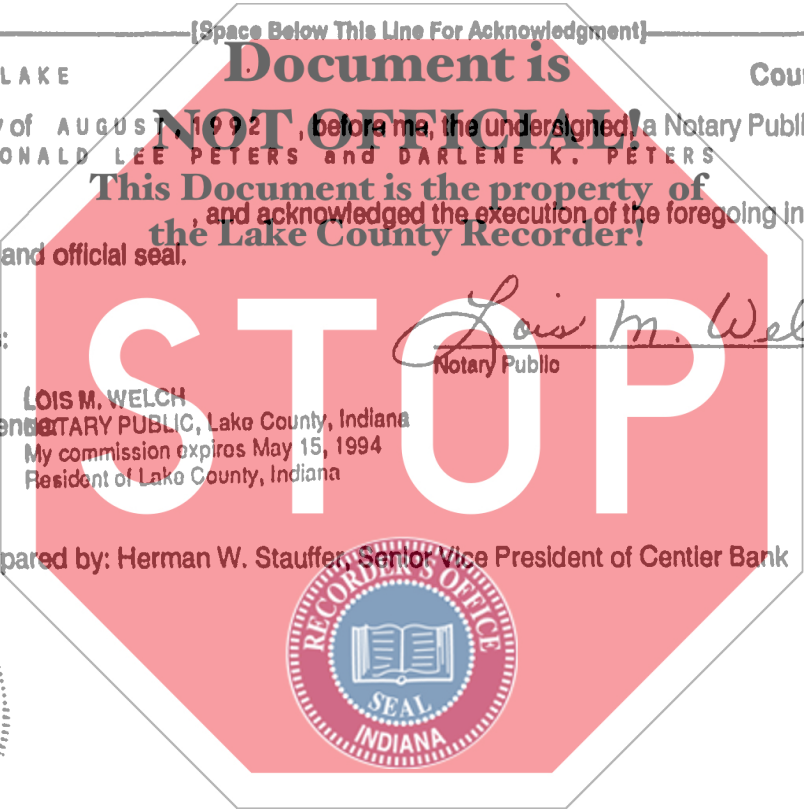 [Space Below This Line For Acknowledgment]
Document is
LAKE
of AUGUST, 1992, before me, the undersigned, a Notary Publi
NOT OFFICIAL!
ONALD LEE PETERS and DARLENE K. PETERS
This Document is the property of
, and acknowledged the execution of the foregoing in
the Lake County Recorder!
and official seal.
STOP
Lois M. Wel
Notary Public
LOIS M. WELCH
NOTARY PUBLIC, Lake County, Indiana
My commission expires May 15, 1994
Resident of Lake County, Indiana
pared by: Herman W. Stauffer, Senior Vice President of Centier Bank
RECORDER'S OFFICE
SEAL
INDIANA